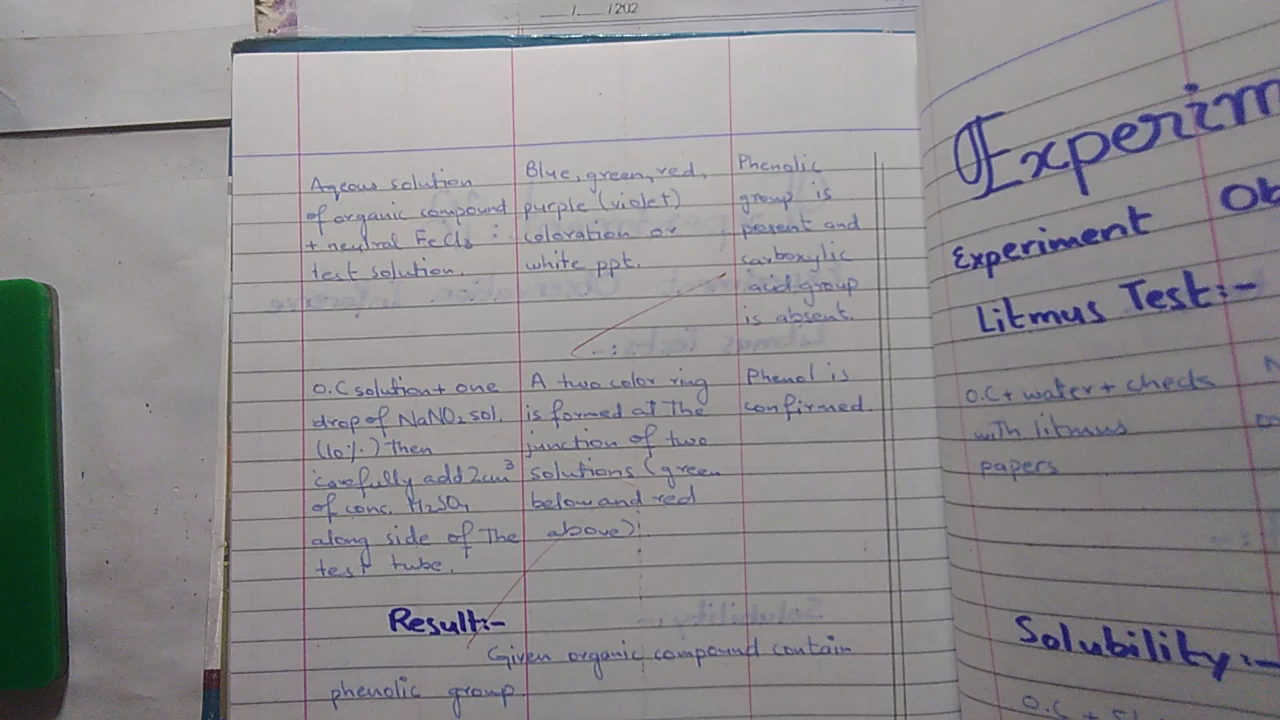 / /202
Aqeous solution
of organic compound
+ neutral FeCl3
test solution.
Blue, green, red,
purple (violet)
coloration or
white ppt.
Phenolic
group is
present and
carboxylic
acid group
is absent.
O.C solution + one
drop of NaNO2 sol.
(10%) Then
carefully add 2cm³
of conc. H2SO4
along side of The
test tube.
A two color ring
is formed at The
junction of two
solutions (green
below and red
above)
Phenol is
confirmed.
Result:-
Given organic compound contain
phenolic group.
Experim
Experiment Ob
Litmus Test:-
O.C + water + checks
with litmus
papers
Solubility:-
O.C +